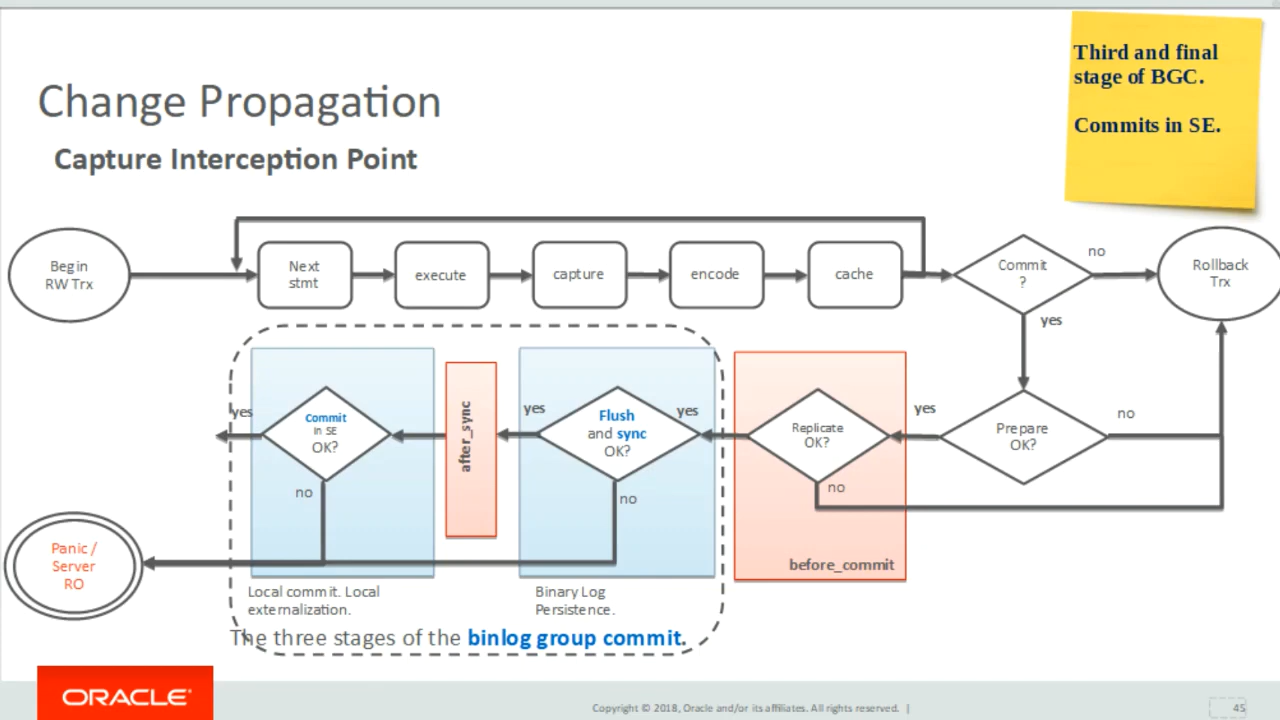 Third and final
stage of BGC.
Commits in SE.
Change Propagation
Capture Interception Point
Begin
RW Trx
Next
stmt
execute
capture
encode
cache
Commit
?
no
Rollback
Trx
yes
yes
Commit
in SE
OK?
no
after_sync
yes
Flush
and sync
OK?
yes
no
Replicate
OK?
no
before_commit
yes
Prepare
OK?
no
Panic /
Server
RO
Local commit. Local
externalization.
Binary Log
Persistence.
The three stages of the binlog group commit.
ORACLE®
Copyright © 2018, Oracle and/or its affiliates. All rights reserved. |
45